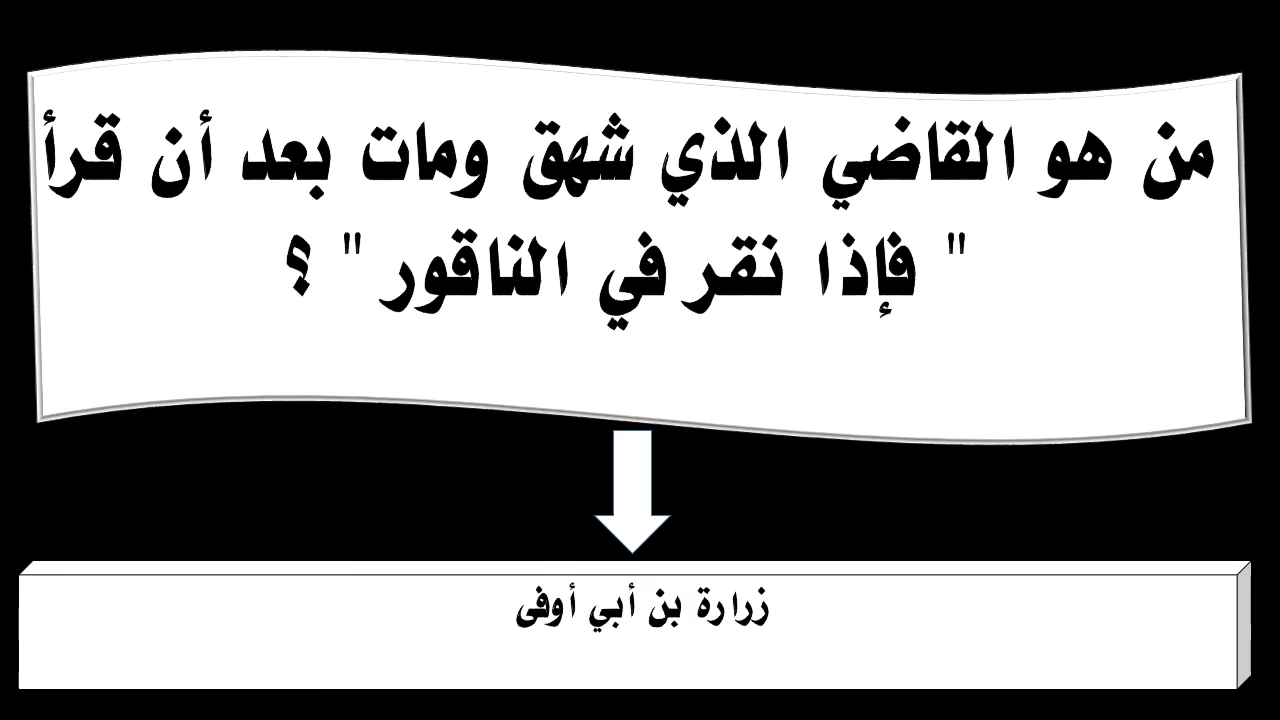 من هو القاضي الذي شهق ومات بعد أن قرأ
" فإذا نقر في الناقور " ؟
زرارة بن أبي أوفى